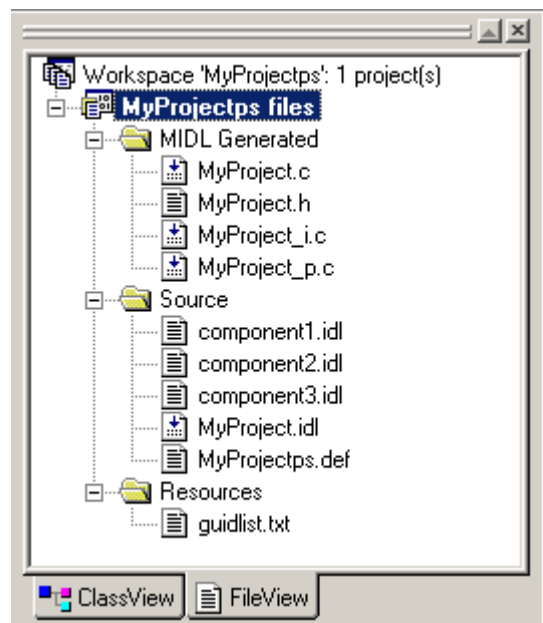 Workspace 'MyProjectps': 1 project(s)
MyProjectps files
MIDL Generated
MyProject.c
MyProject.h
MyProject_i.c
MyProject_p.c
Source
component1.idl
component2.idl
component3.idl
MyProject.idl
MyProjectps.def
Resources
guidlist.txt
ClassView FileView